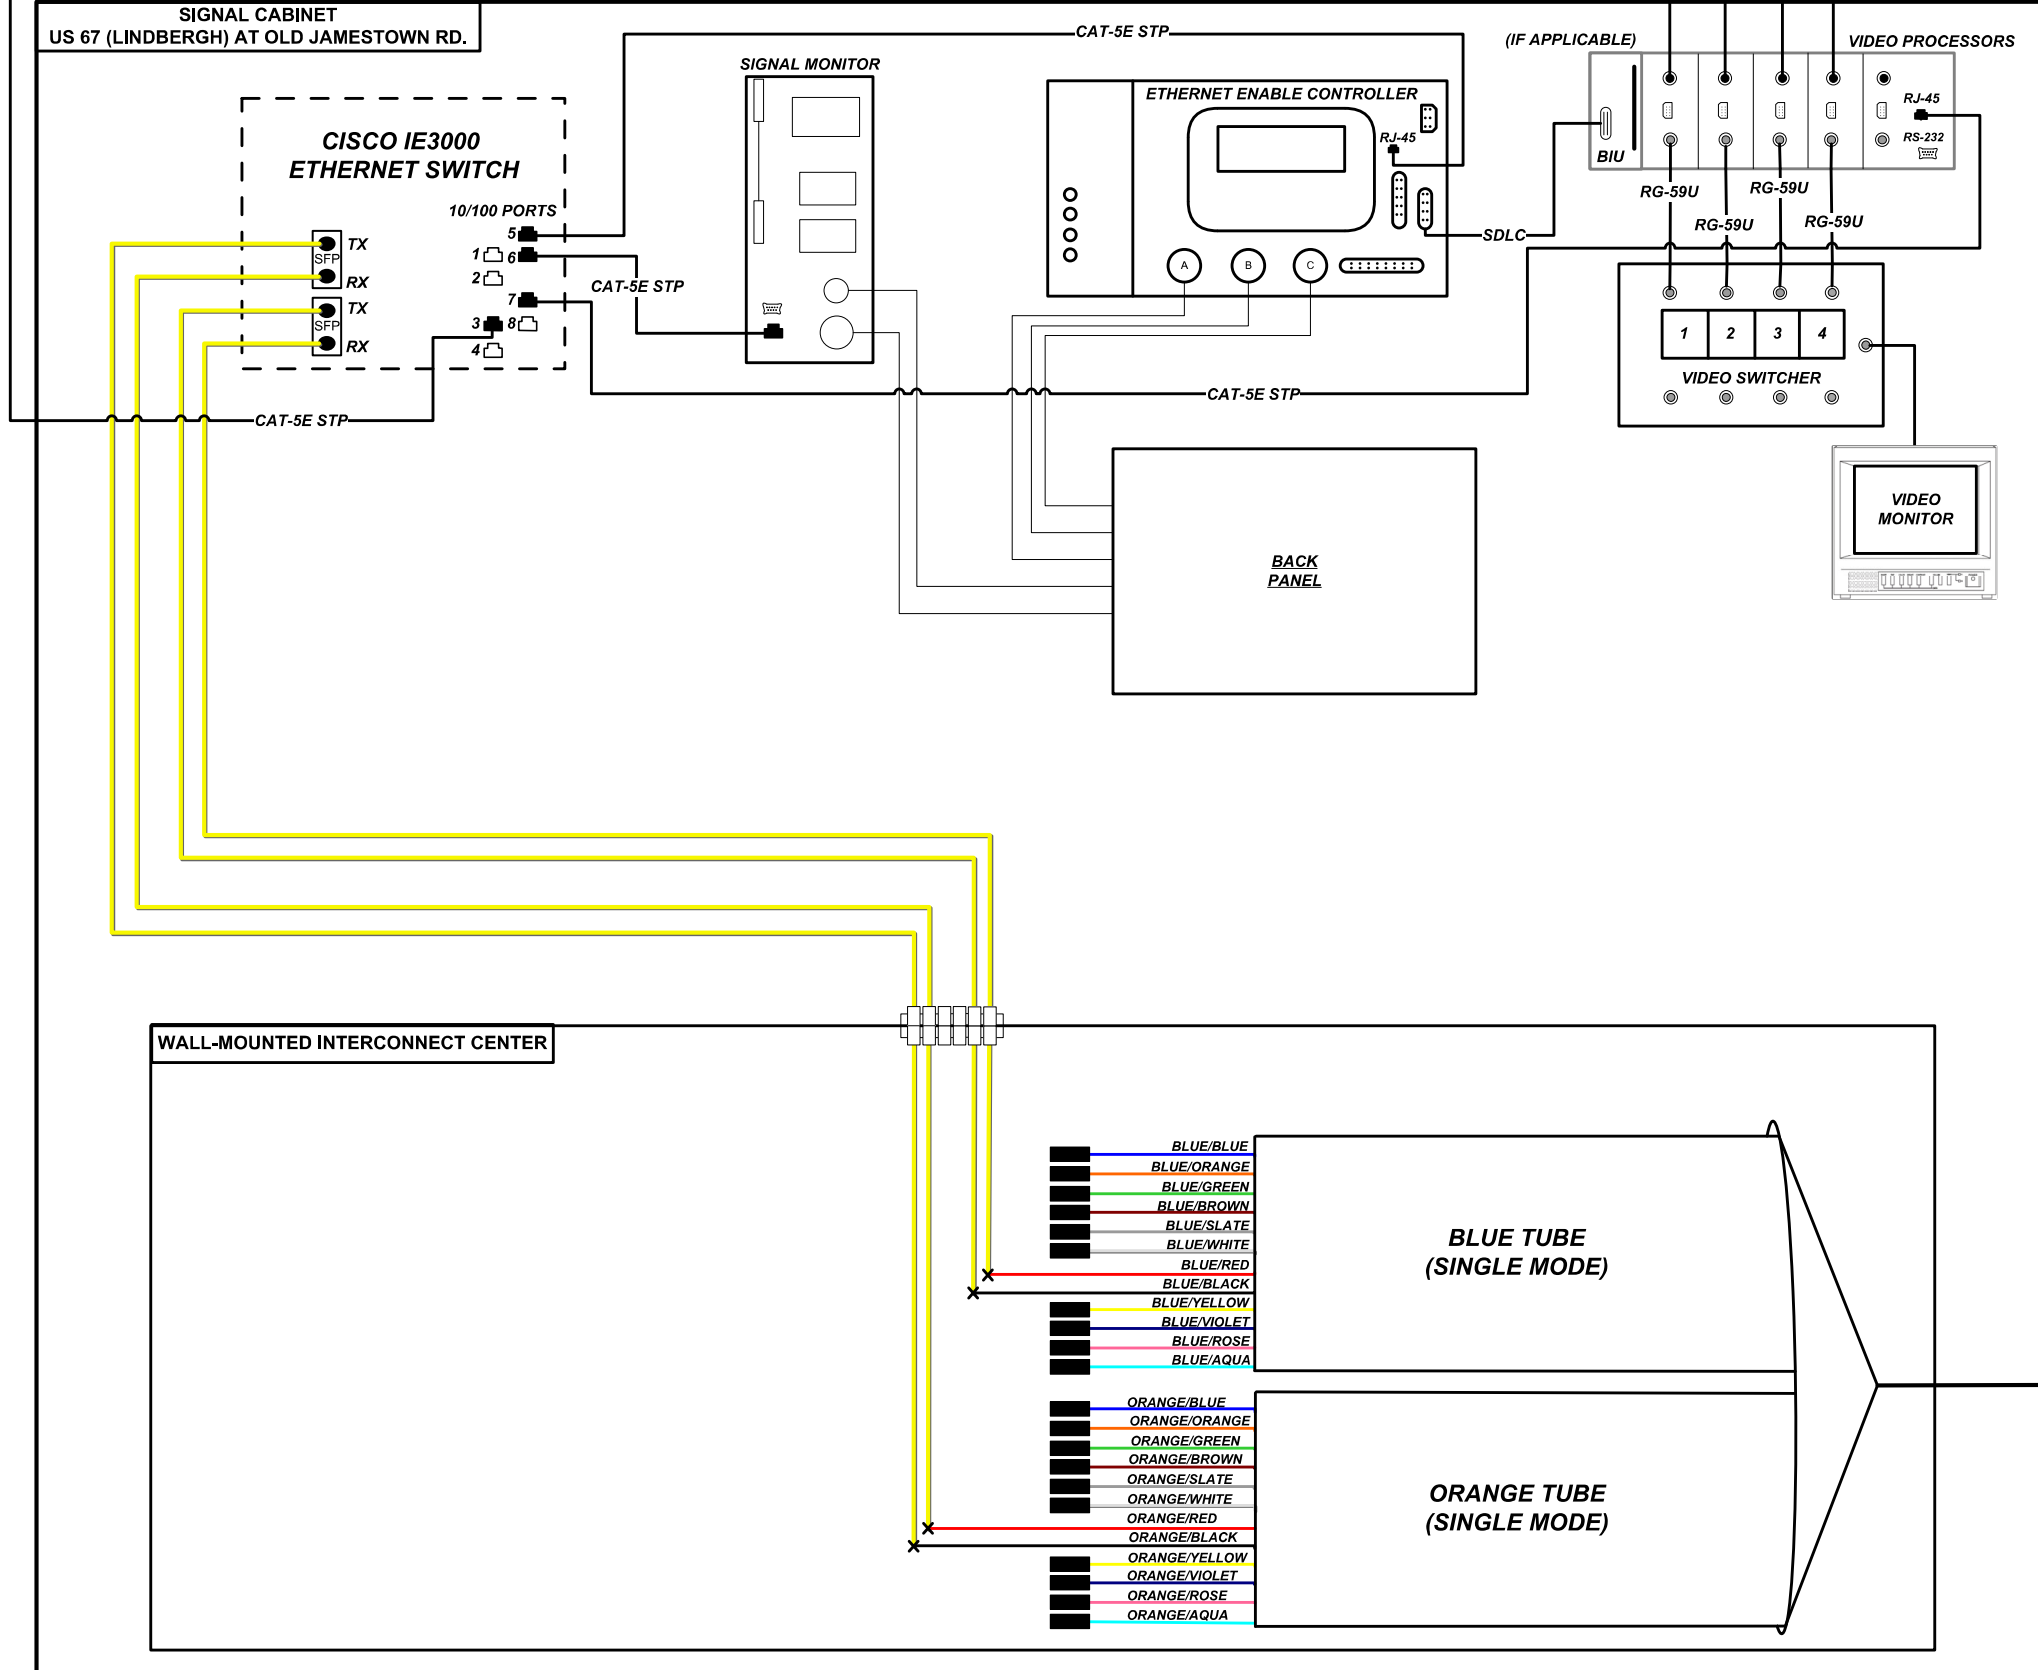 SIGNAL CABINET
US 67 (LINDBERGH) AT OLD JAMESTOWN RD.
CAT-5E STP
(IF APPLICABLE)
VIDEO PROCESSORS
SIGNAL MONITOR
ETHERNET ENABLE CONTROLLER
RJ-45
RJ-45
RS-232
BIU
CISCO IE3000
ETHERNET SWITCH
10/100 PORTS
5
1
6
2
7
3
8
4
TX
SFP
RX
TX
SFP
RX
CAT-5E STP
CAT-5E STP
CAT-5E STP
A
B
C
SDLC
RG-59U
RG-59U
RG-59U
RG-59U
1
2
3
4
VIDEO SWITCHER
VIDEO
MONITOR
BACK
PANEL
WALL-MOUNTED INTERCONNECT CENTER
BLUE/BLUE
BLUE/ORANGE
BLUE/GREEN
BLUE/BROWN
BLUE/SLATE
BLUE/WHITE
BLUE/RED
BLUE/BLACK
BLUE/YELLOW
BLUE/VIOLET
BLUE/ROSE
BLUE/AQUA
BLUE TUBE
(SINGLE MODE)
ORANGE/BLUE
ORANGE/ORANGE
ORANGE/GREEN
ORANGE/BROWN
ORANGE/SLATE
ORANGE/WHITE
ORANGE/RED
ORANGE/BLACK
ORANGE/YELLOW
ORANGE/VIOLET
ORANGE/ROSE
ORANGE/AQUA
ORANGE TUBE
(SINGLE MODE)